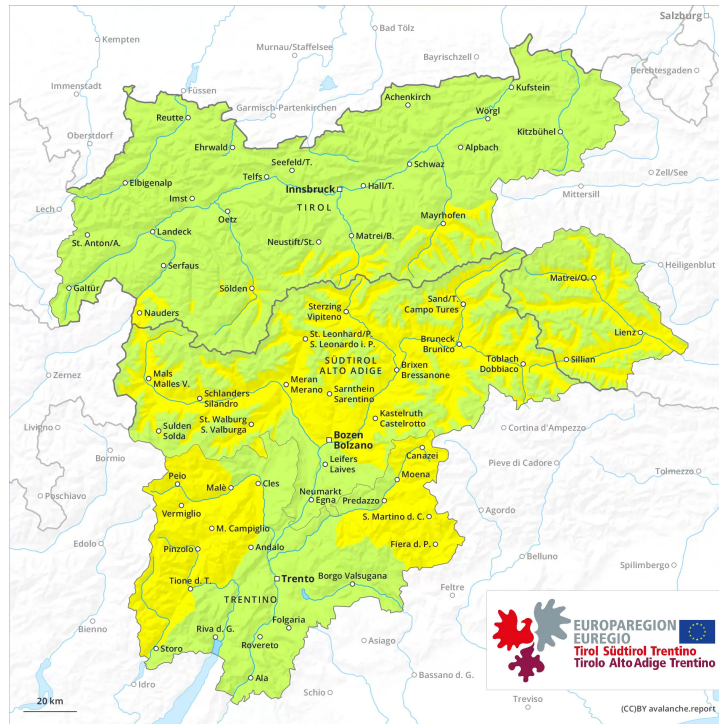 Salzburg
Kempten
Bad Tölz
Murnau/Staffelsee
Bayrischzell
Berchtesgaden
Immenstadt
Füssen
Garmisch-Partenkirchen
Kufstein
Achenkirch
Reutte
Wörgl
Oberstdorf
Ehrwald
Kitzbühel
Seefeld/T.
Alpbach
Schwaz
Telfs
Zell/See
Elbigenalp
Innsbruck
Hall/T.
Mittersill
Imst
TIROL
Lech
Oetz
Mayrhofen
St. Anton/A.
Landeck
Neustift/St.
Matrei/B.
Heiligenblut
Serfaus
Matrei/O.
Galtür
Sölden
Sand/T.
Campo Tures
Nauders
Sterzing
Vipiteno
St. Leonhard/P.
S. Leonardo i. P.
Lienz
Bruneck
Brunico
SÜDTIROL
ALTO ADIGE
Toblach
Dobbiaco
Sillian
Brixen
Bressanone
Zernez
Mals
Malles V.
Meran
Merano
Sarnthein
Sarentino
Schlanders
Silandro
St. Walburg
S. Valburga
Kastelruth
Castelrotto
Livigno
Sulden
Solda
Bozen
Bolzano
Cortina d'Ampezzo
Bormio
Leifers
Laives
Canazei
Pieve di Cadore
Tolmezzo
Peio
Moena
Malè
Cles
Neumarkt
Egna
Predazzo
Poschiavo
Vermiglio
Agordo
S. Martino d. C.
M. Campiglio
Edolo
Pinzolo
Andalo
Fiera d. P.
Belluno
Spilimbergo
Trento
Borgo Valsugana
Tione d. T.
Feltre
TRENTINO
Folgaria
Bienno
Riva d. G.
Rovereto
Asiago
Storo
Ala
Bassano d. G.
Idro
Schio
Treviso
20 km
EUROPAREGION
EUREGIO
Tirol Südtirol Trentino
Tirolo Alto Adige Trentino
(CC)BY avalanche.report